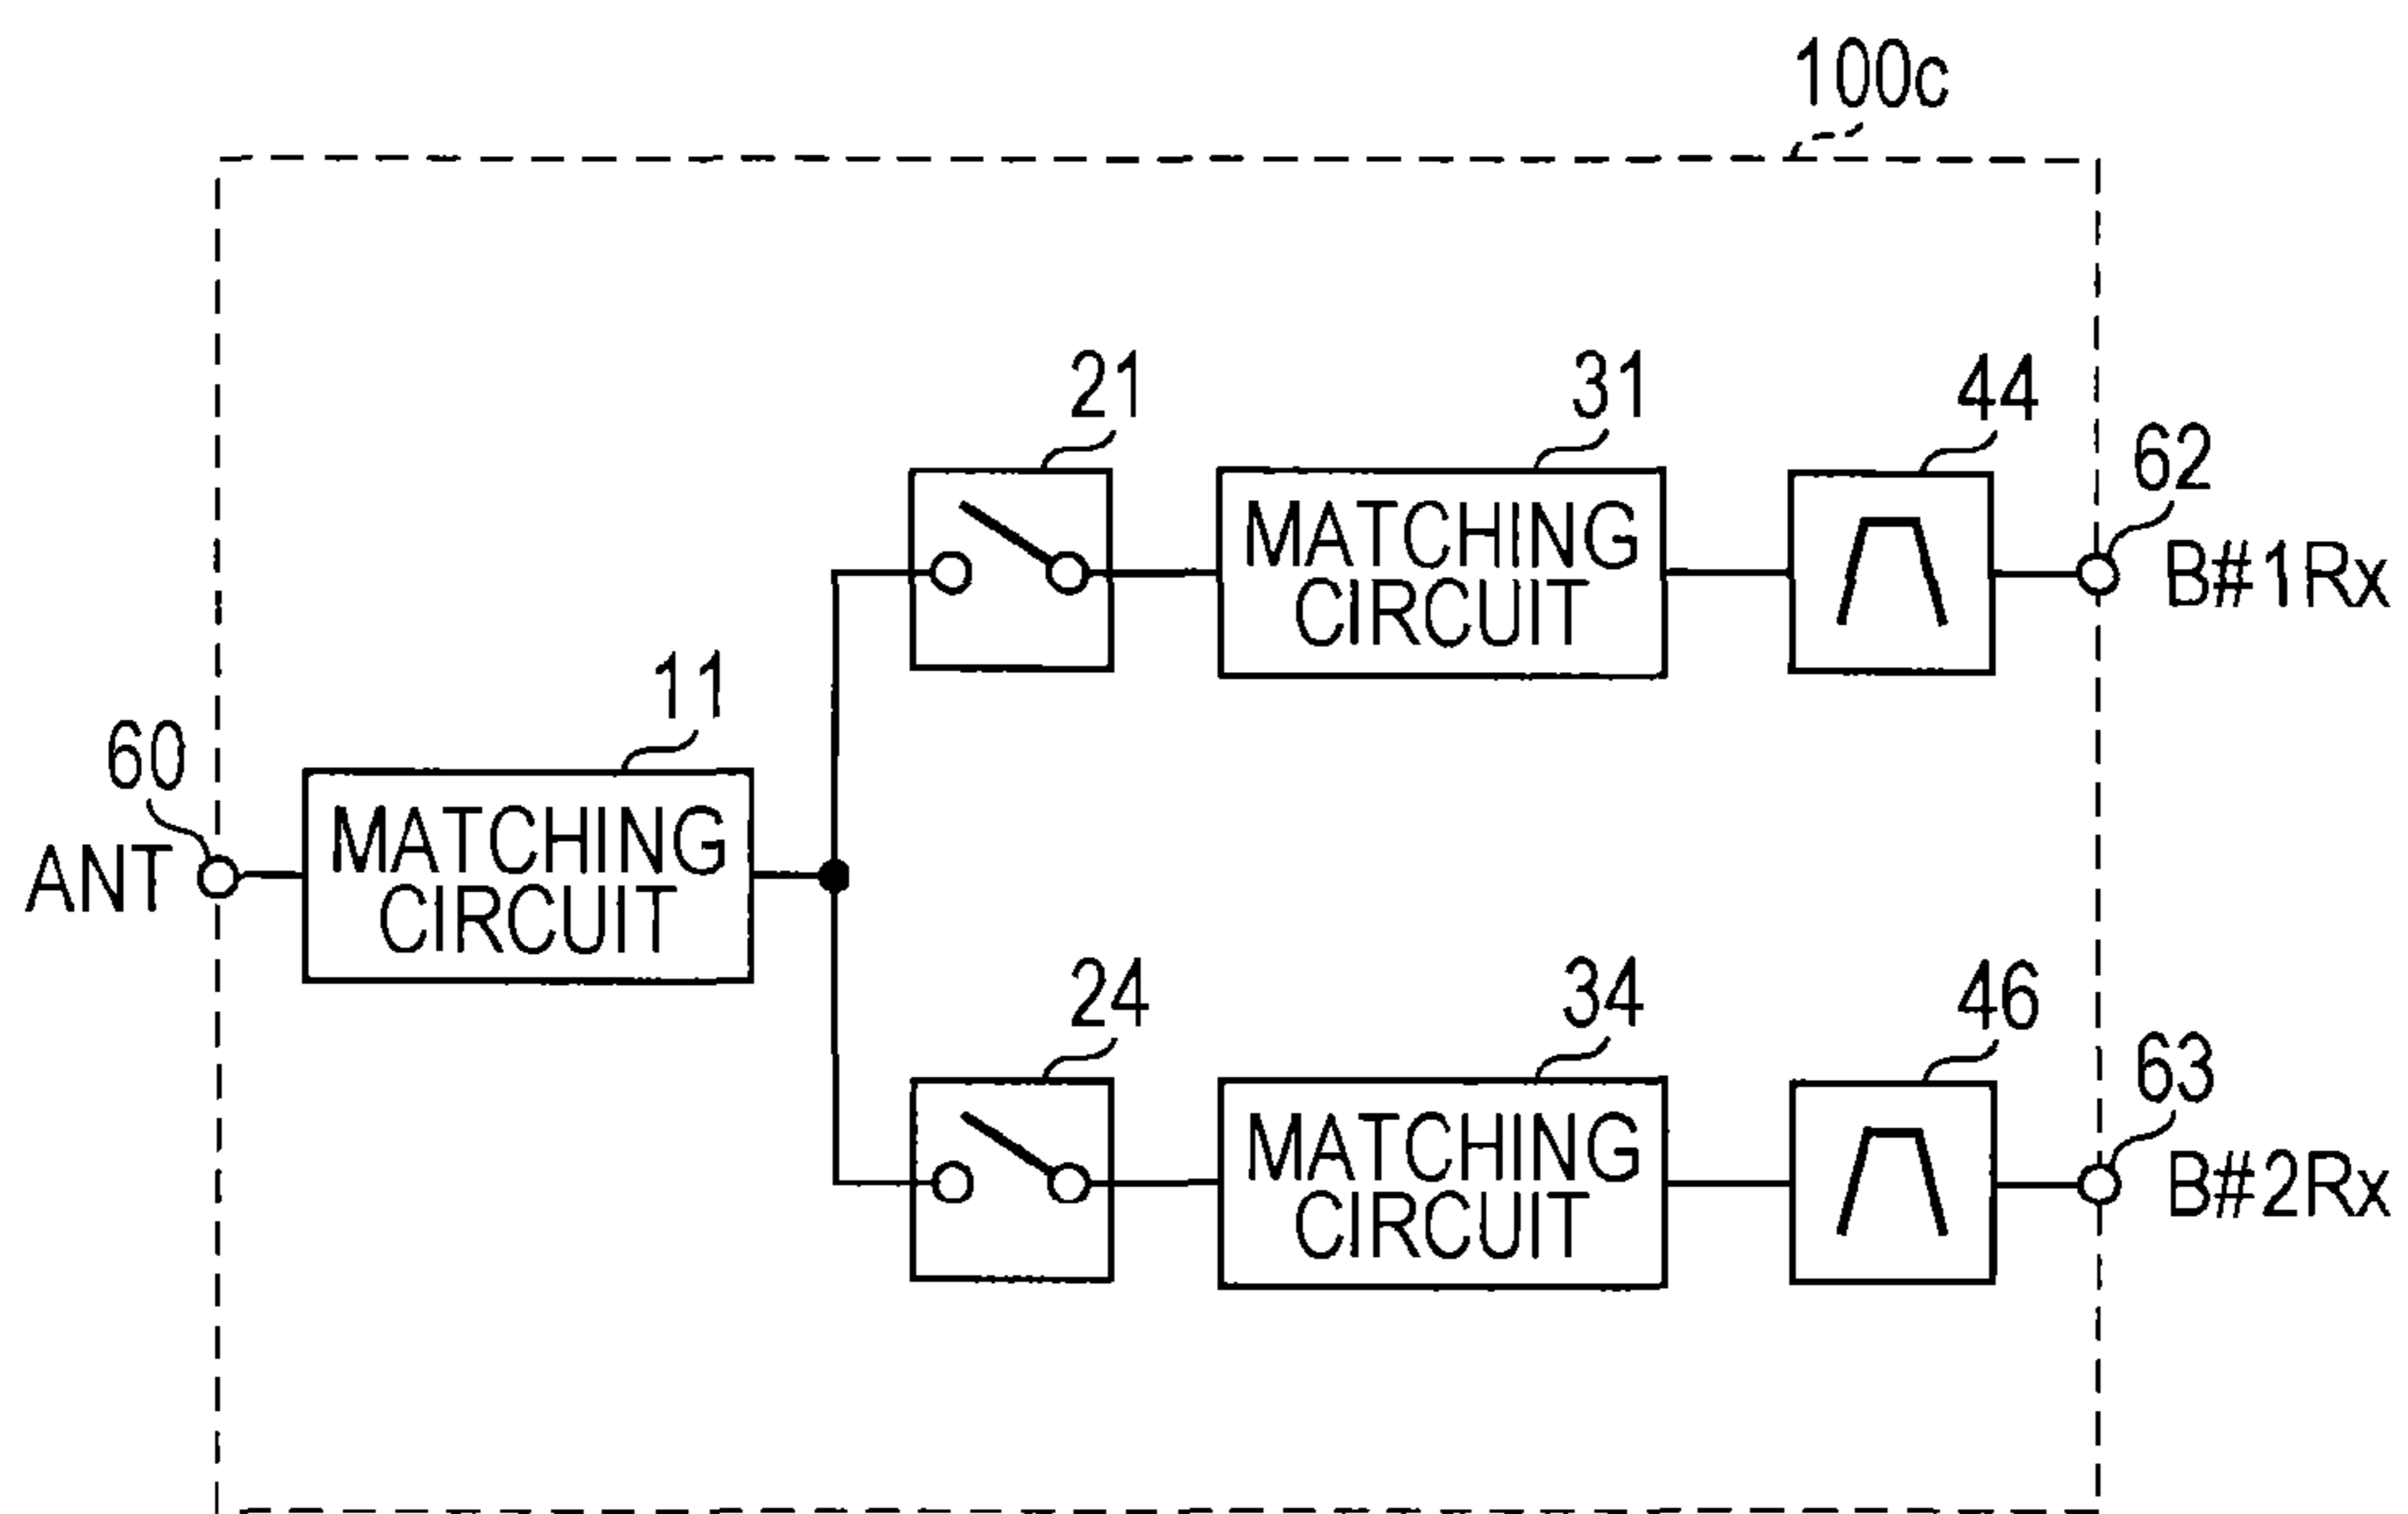 100c
21
31
44
62
MATCHING
CIRCUIT
B#1Rx
11
60
MATCHING
CIRCUIT
ANT
24
34
46
63
MATCHING
CIRCUIT
B#2Rx